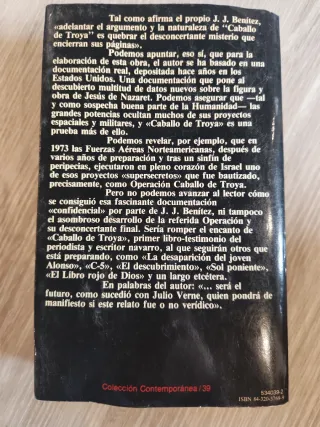 Tal como afirma el propio J. J. Benítez,
«adelantar el argumento y la naturaleza de "Caballo
de Troya" es quebrar el desconcertante misterio que
encierran sus páginas».
Podemos apuntar, eso sí, que para la
elaboración de esta obra, el autor se ha basado en una
documentación real, depositada hace años en los
Estados Unidos. Una documentación que pone al
descubierto multitud de datos nuevos sobre la figura y
obra de Jesús de Nazaret. Podemos asegurar que —tal
y como sospecha buena parte de la Humanidad— las
grandes potencias ocultan muchos de sus proyectos
espaciales y militares, y «Caballo de Troya» es una
prueba más de ello.
Podemos revelar, por ejemplo, que en
1973 las Fuerzas Aéreas Norteamericanas, después de
varios años de preparación y tras un sinfín de
peripecias, ejecutaron en pleno corazón de Israel uno
de esos proyectos «supersecretos» que fue bautizado,
precisamente, como Operación Caballo de Troya.
Pero no podemos avanzar al lector cómo
se consiguió esa fascinante documentación
«confidencial» por parte de J. J. Benítez, ni tampoco
el asombroso desarrollo de la referida Operación y
su desconcertante final. Sería romper el encanto de
«Caballo de Troya», primer libro-testimonio del
periodista y escritor navarro, al que seguirán otros que
está preparando, como «La desaparición del joven
Alonso», «C-5», «El descubrimiento», «Sol poniente»,
«El Libro rojo de Dios» y un largo etcétera.
En palabras del autor: «... será el
futuro, como sucedió con Julio Verne, quien pondrá de
manifiesto si este relato fue o no verídico».
Colección Contemporánea/39
ISBN 84-320-